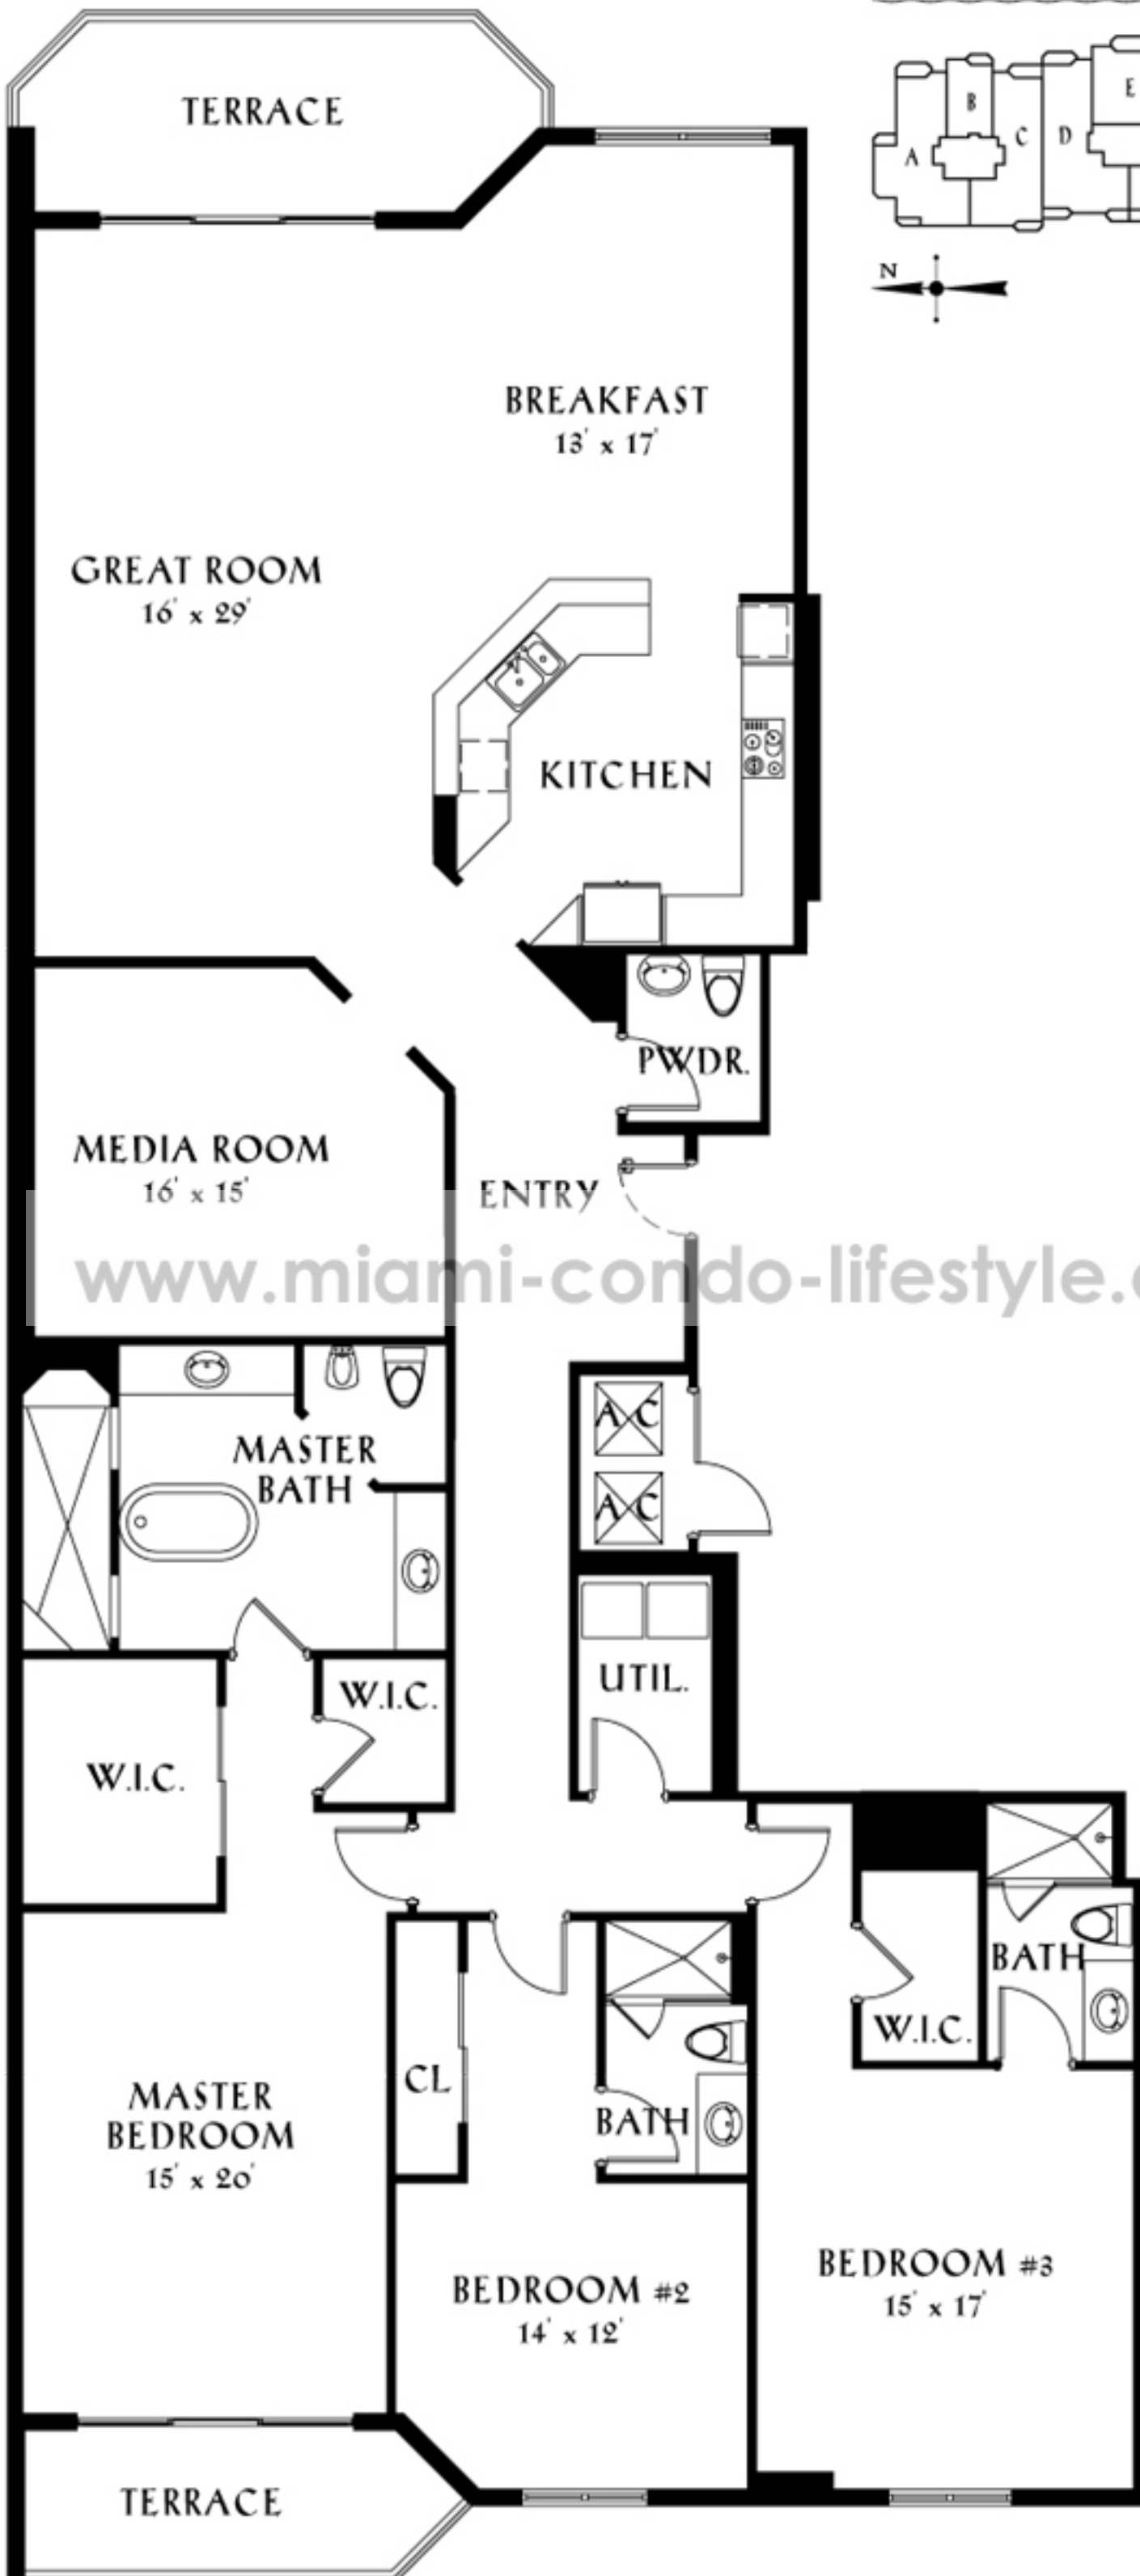 TERRACE
B
E
A
C
D
N
BREAKFAST
13' x 17'
GREAT ROOM
16' x 29'
KITCHEN
PWDR.
MEDIA ROOM
16' x 15'
ENTRY
www.miami-condo-lifestyle.
A/C
MASTER
BATH
A/C
UTIL.
W.I.C.
W.I.C.
BATH
W.I.C.
CL
MASTER
BEDROOM
15' x 20'
BATH
BEDROOM #3
15' x 17'
BEDROOM #2
14' x 12'
TERRACE